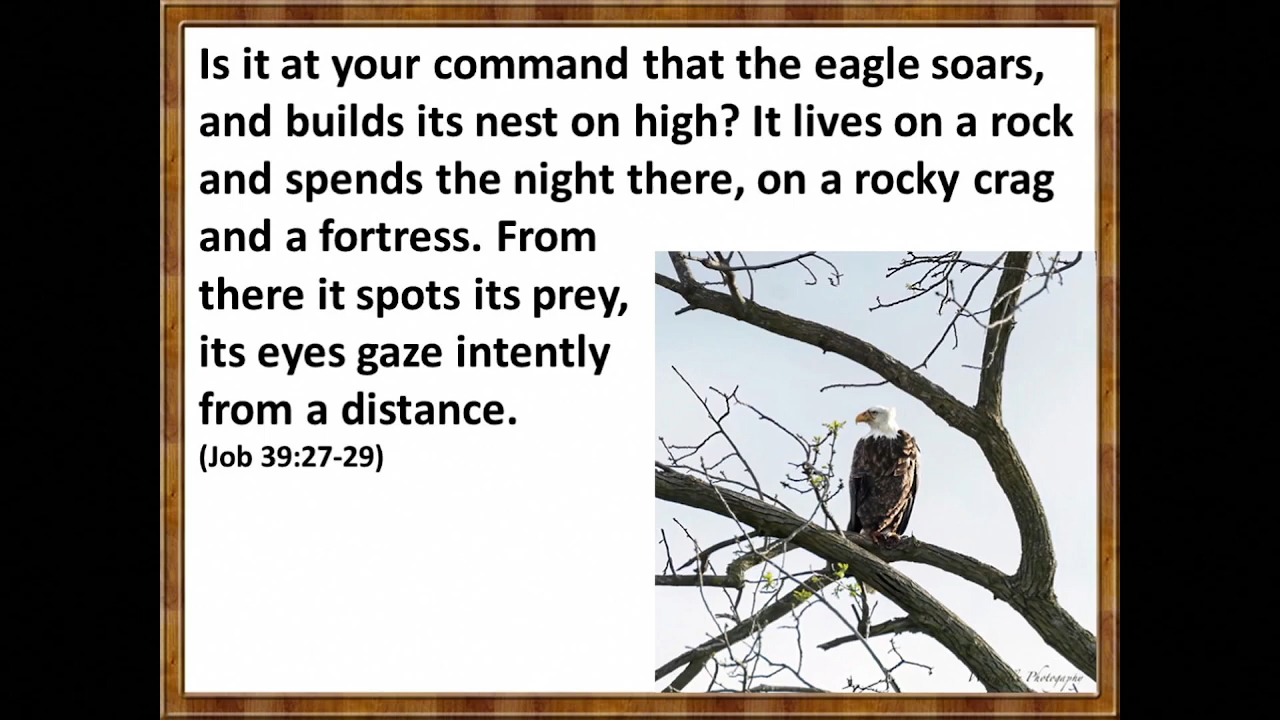 Is it at your command that the eagle soars,
and builds its nest on high? It lives on a rock
and spends the night there, on a rocky crag
and a fortress. From
there it spots its prey,
its eyes gaze intently
from a distance.
(Job 39:27-29)